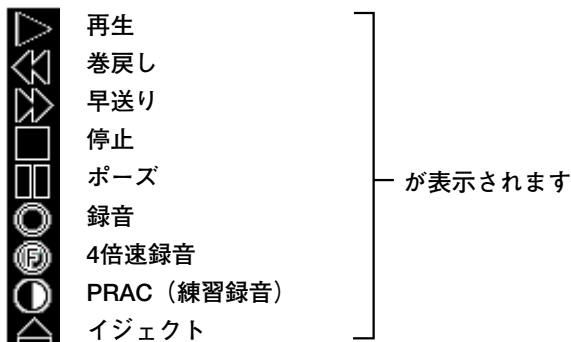 再生
巻戻し
早送り
停止
ポーズ
録音
F 4倍速録音
PRAC（練習録音）
イジェクト
が表示されます